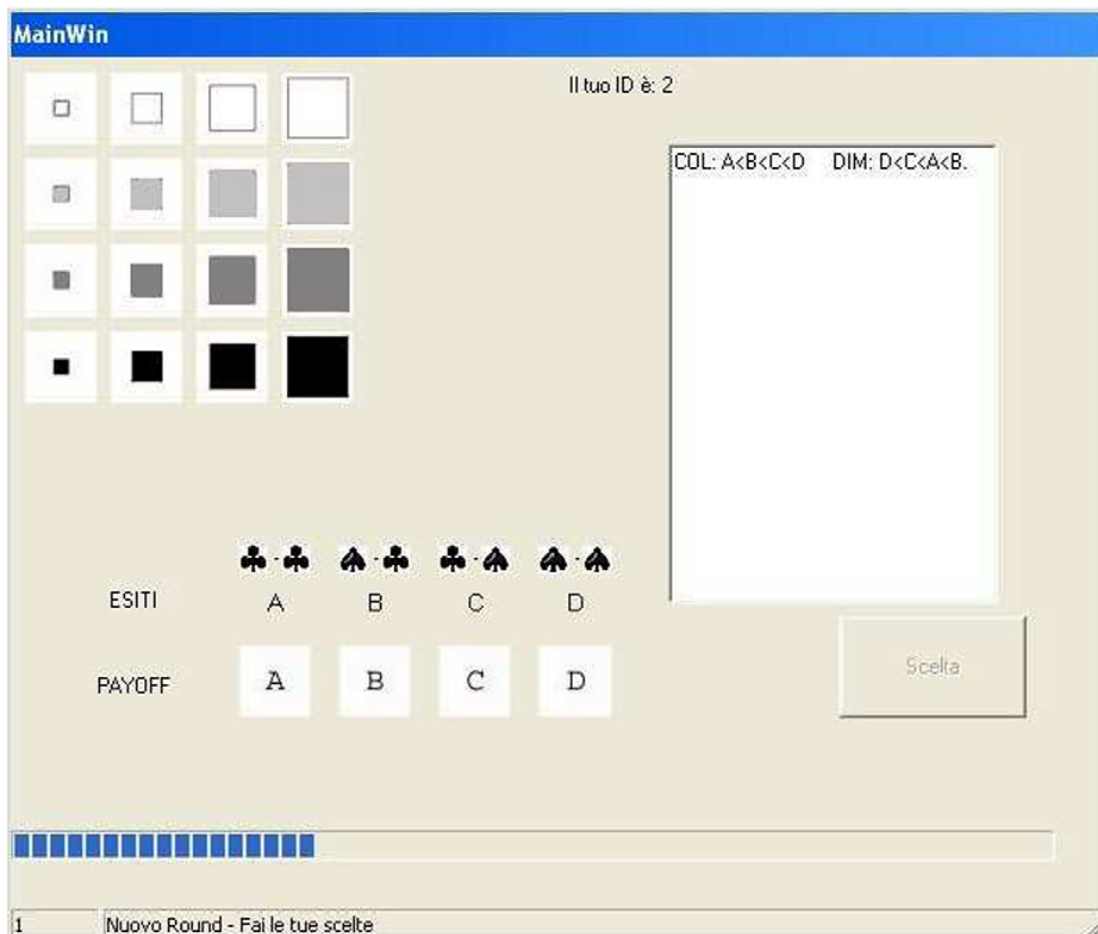 MainWin
Il tuo ID è: 2
COL: A<B<C<D DIM: D<C<A<B.
ESITI A B C D
PAYOFF A B C D
Scelta
1 Nuovo Round - Fai le tue scelte